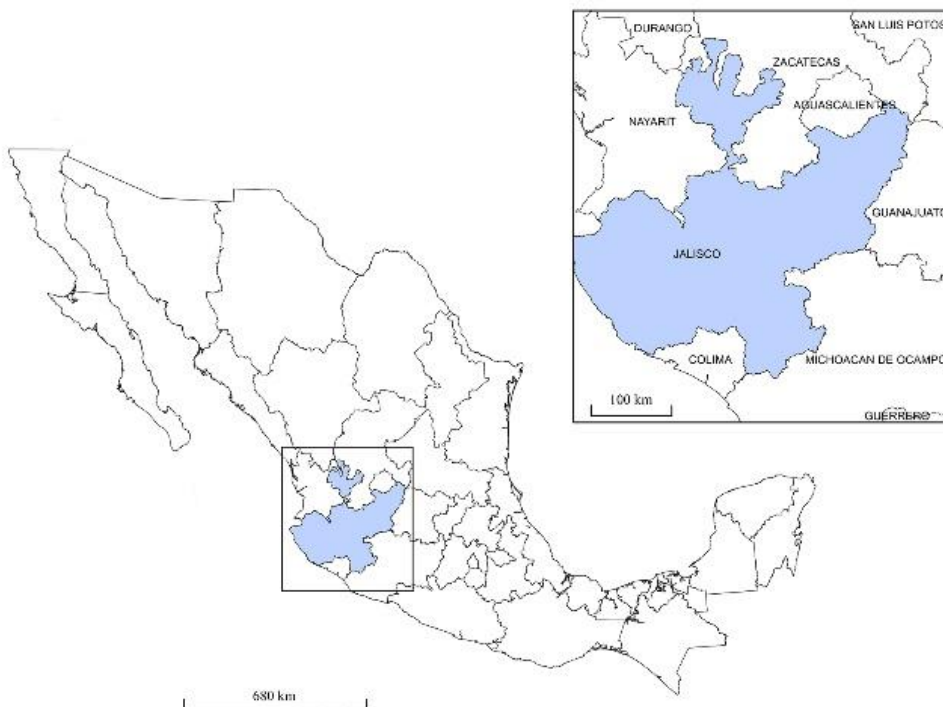 DURANGO
SAN LUIS POTOS
ZACATECAS
AGUASCALIENTES
NAYARIT
GUANAJUATO
JALISCO
COLIMA
MICHOACAN DE OCAMPO
100 km
GUERRERO
680 km